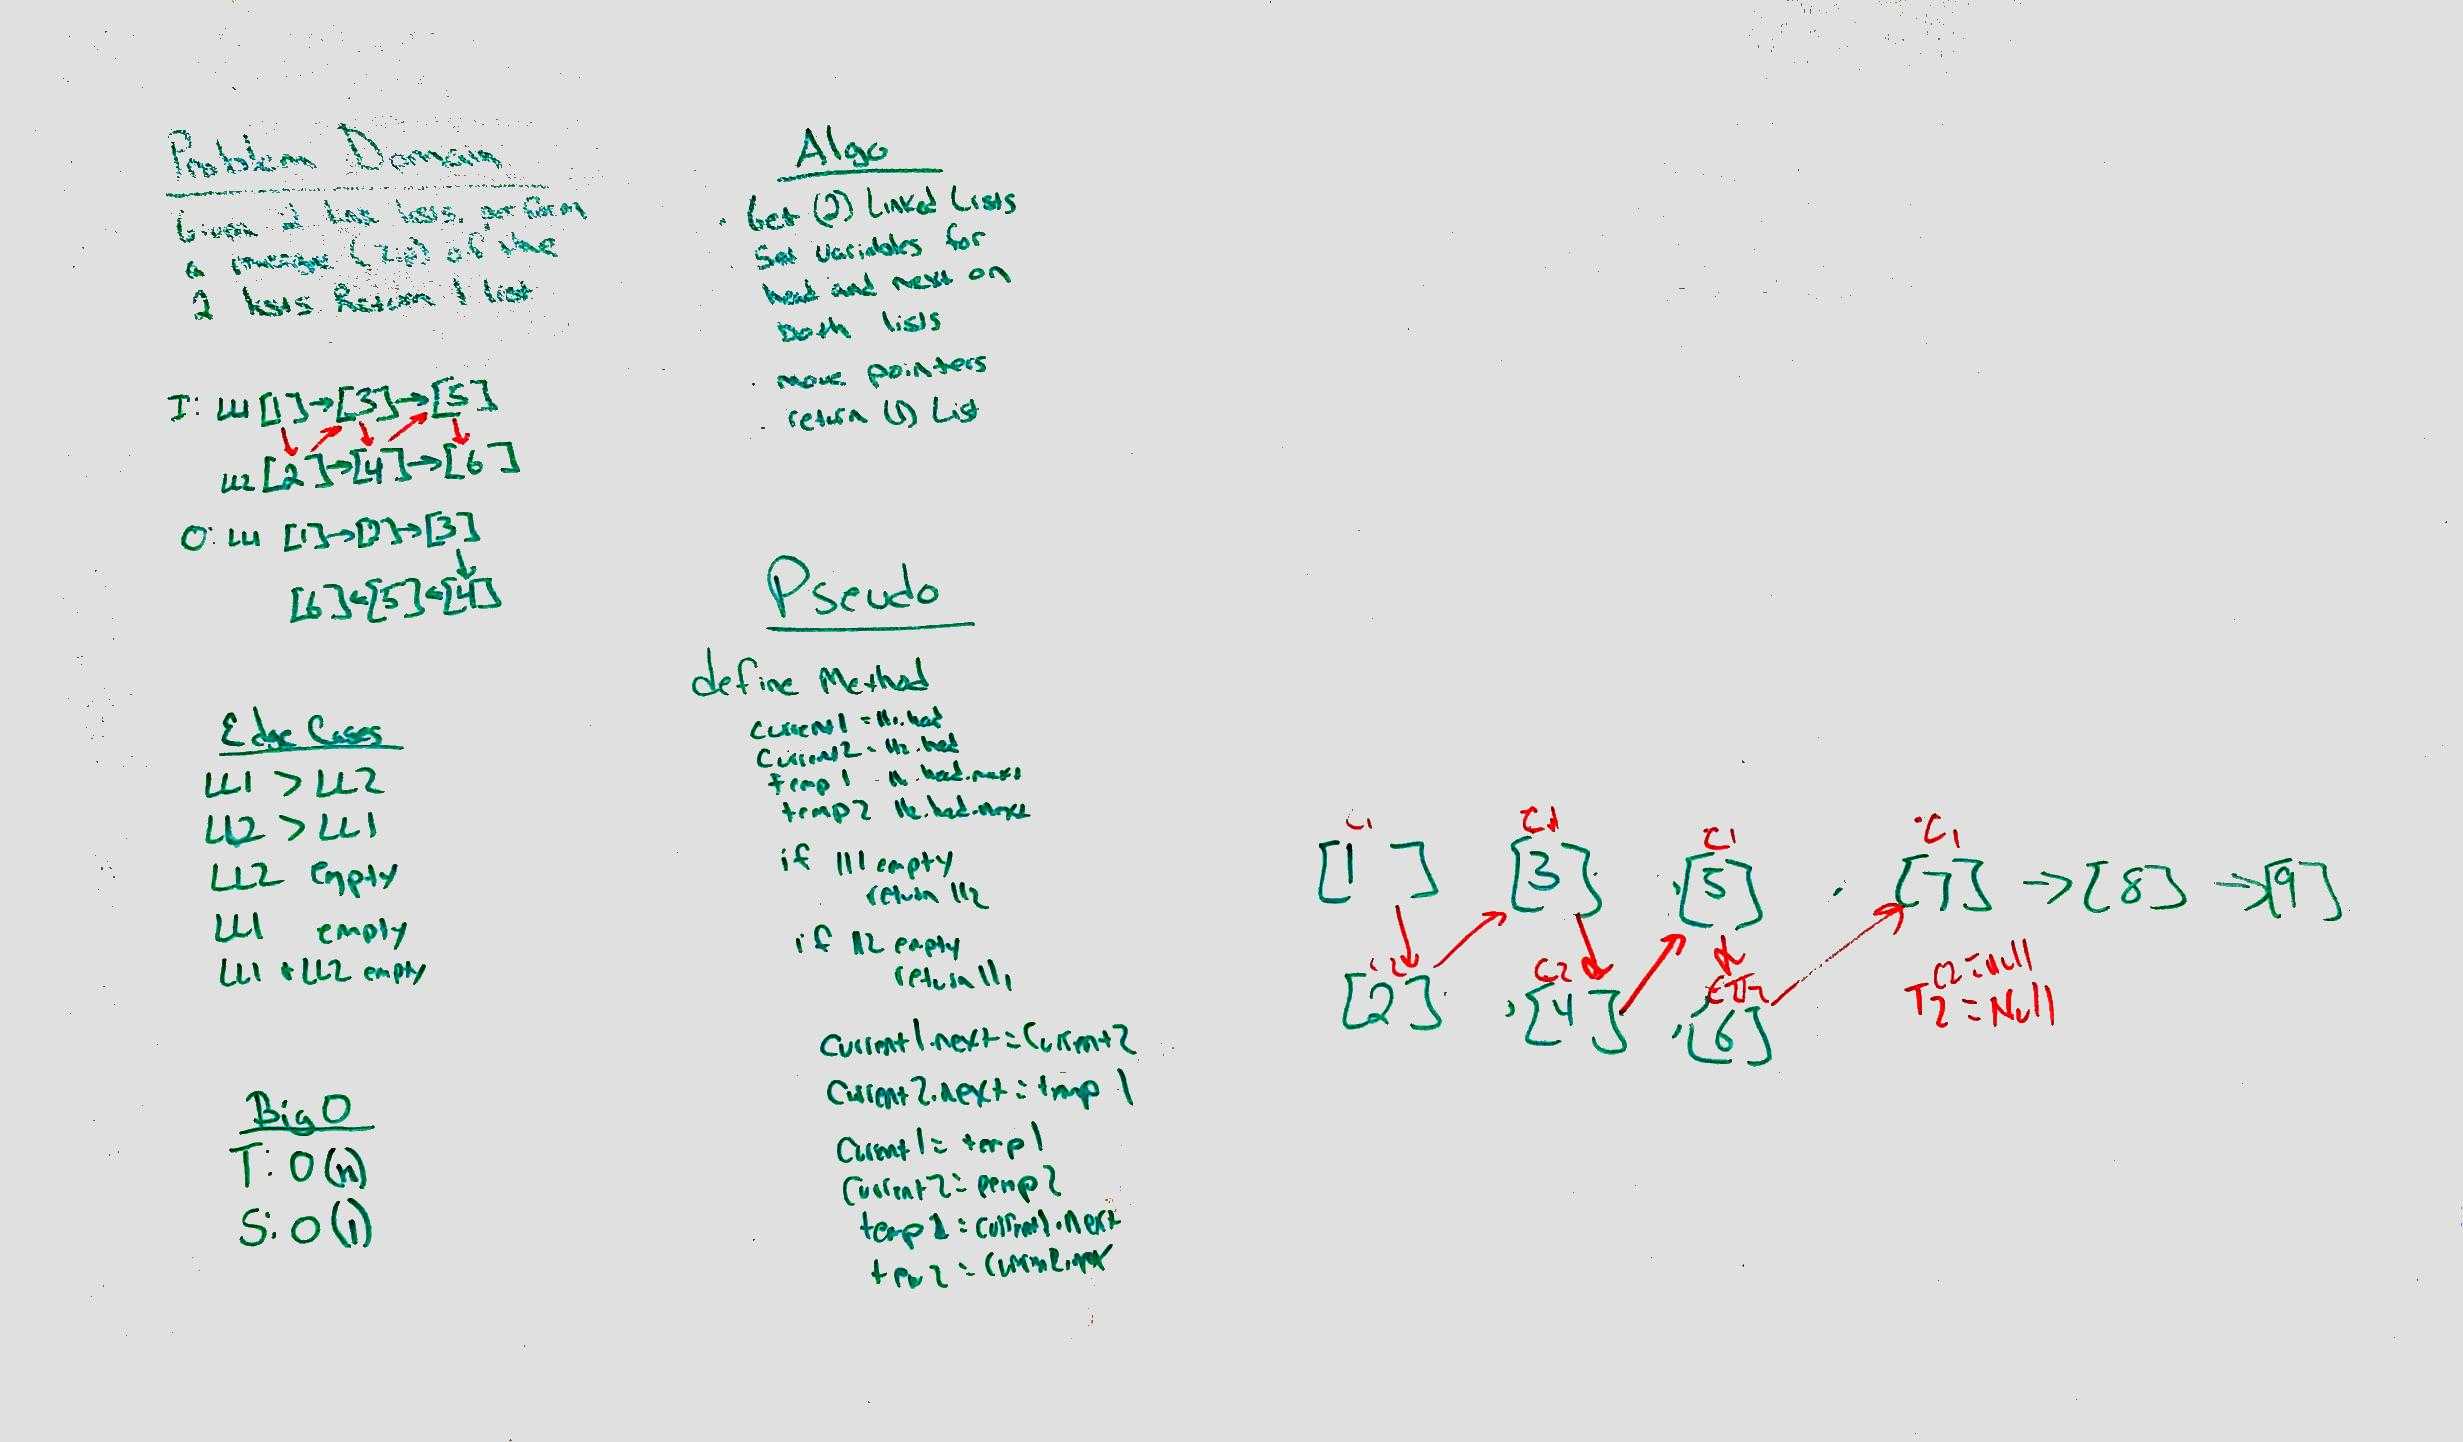 Problem Domain
Given 2 link lists. perform
a merge (zip) of the
2 lists Return 1 list
I: LL1 [1]→[3]→[5]
LL2 [2]→[4]→[6]
O: LL1 [1]→[2]→[3]
[6]←[5]←[4]
Edge Cases
LL1 > LL2
LL2 > LL1
LL2 Empty
LL1 empty
LL1 + LL2 empty
Big O
T: O(n)
S: O(1)
Algo
Get (2) Linked Lists
Set variables for
head and next on
both lists
move pointers
return (1) List
Pseudo
define Method
current1 = ll1.head
current2 = ll2.head
temp1 ll1.head.next
temp2 ll2.head.next
if ll1 empty
return ll2
if ll2 empty
return ll1
current1.next = Current2
Current2.next = temp 1
Current1 = temp1
Current2 = pemp2
temp1 = current1.next
temp2 = current2.next
C1 C1 C1 C1
[1] [3] [5] [7] → [8] → [9]
C2 C2
[2] [4] [6]
C2 = null
T2 = Null